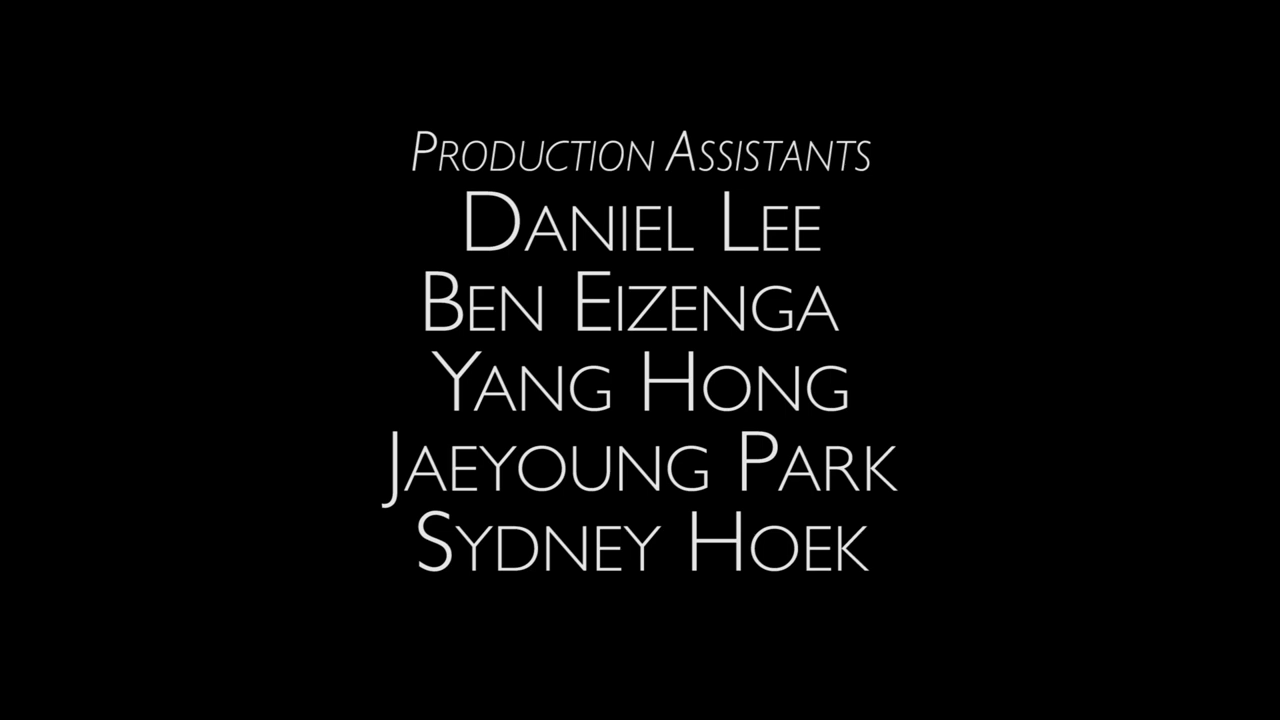 Production Assistants
Daniel Lee
Ben Eizenga
Yang Hong
Jaeyoung Park
Sydney Hoek